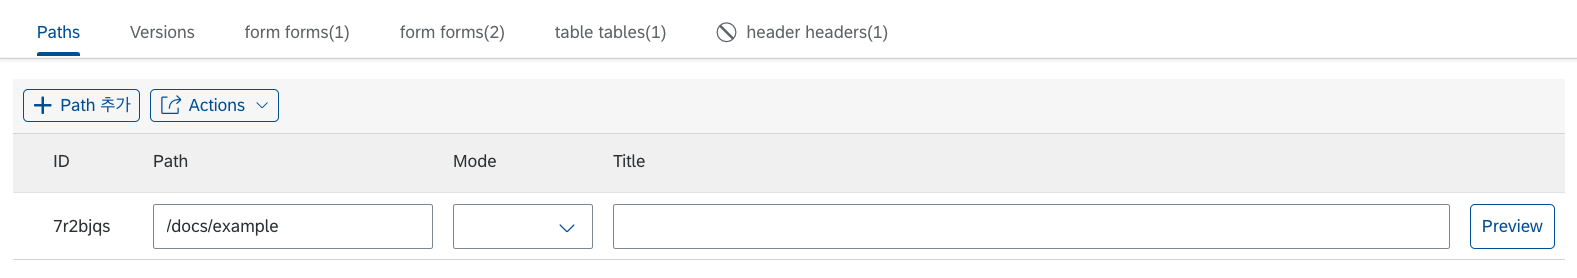 Paths Versions form forms(1) form forms(2) table tables(1) header headers(1)
Path 추가 Actions
ID Path Mode Title
7r2bjqs /docs/example Preview